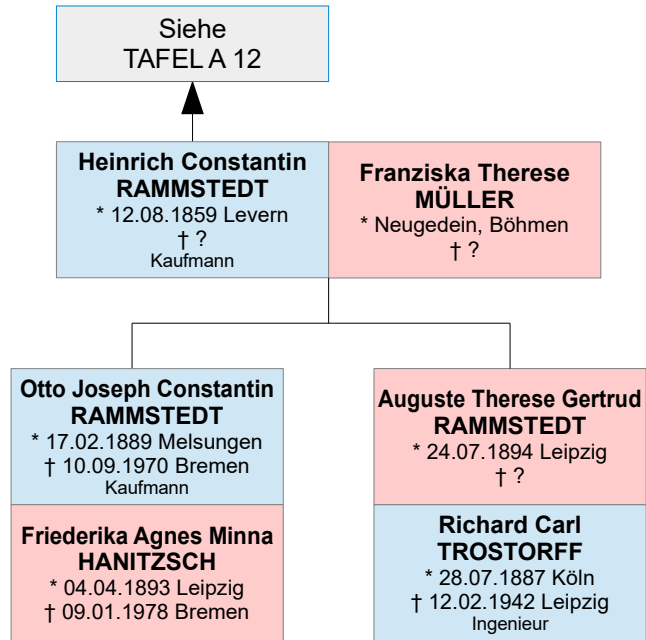 Siehe
TAFEL A 12
Heinrich Constantin
RAMMSTEDT
* 12.08.1859 Levern
† ?
Kaufmann
Franziska Therese
MÜLLER
* Neugedein, Böhmen
† ?
Otto Joseph Constantin
RAMMSTEDT
* 17.02.1889 Melsungen
† 10.09.1970 Bremen
Kaufmann
Friederika Agnes Minna
HANITZSCH
* 04.04.1893 Leipzig
† 09.01.1978 Bremen
Auguste Therese Gertrud
RAMMSTEDT
* 24.07.1894 Leipzig
† ?
Richard Carl
TROSTORFF
* 28.07.1887 Köln
† 12.02.1942 Leipzig
Ingenieur